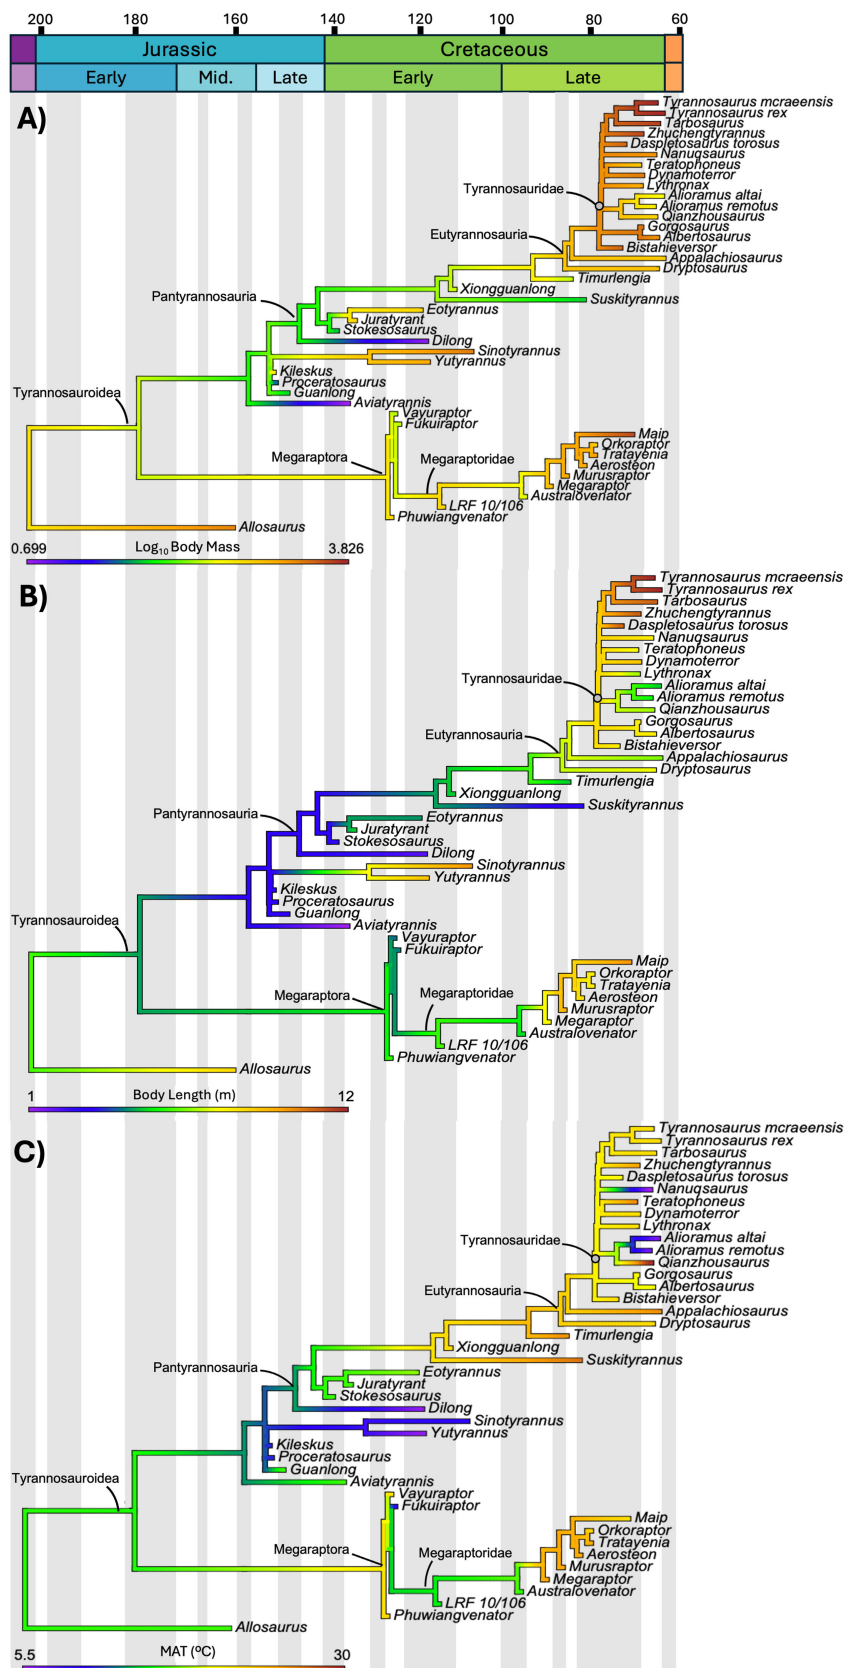 200 180 160 140 120 100 80 60
Jurassic Cretaceous
Early Mid. Late Early Late
A)
Tyrannosaurus mcraeensis
Tyrannosaurus rex
Tarbosaurus
Zhuchengtyrannus
Daspletosaurus torosus
Nanuqsaurus
Teratophoneus
Dynamoterror
Lythronax
Tyrannosauridae
Alioramus altai
Alioramus remotus
Qianzhousaurus
Gorgosaurus
Eutyrannosauria
Albertosaurus
Bistahieversor
Appalachiosaurus
Dryptosaurus
Timurlengia
Xiongguanlong
Pantyrannosauria
Suskityrannus
Eotyrannus
Juratyrant
Stokesosaurus
Dilong
Sinotyrannus
Yutyrannus
Kileskus
Proceratosaurus
Guanlong
Tyrannosauroidea
Aviatyrannis
Vayuraptor
Fukuiraptor
Maip
Orkoraptor
Tratayenia
Megaraptora
Megaraptoridae
Aerosteon
Murusraptor
Megaraptor
Australovenator
LRF 10/106
Phuwiangvenator
Allosaurus
0.699 Log10 Body Mass 3.826
B)
Tyrannosaurus mcraeensis
Tyrannosaurus rex
Tarbosaurus
Zhuchengtyrannus
Daspletosaurus torosus
Nanuqsaurus
Teratophoneus
Dynamoterror
Lythronax
Tyrannosauridae
Alioramus altai
Alioramus remotus
Qianzhousaurus
Gorgosaurus
Eutyrannosauria
Albertosaurus
Bistahieversor
Appalachiosaurus
Dryptosaurus
Timurlengia
Xiongguanlong
Suskityrannus
Pantyrannosauria
Eotyrannus
Juratyrant
Stokesosaurus
Dilong
Sinotyrannus
Yutyrannus
Kileskus
Proceratosaurus
Guanlong
Tyrannosauroidea
Aviatyrannis
Vayuraptor
Fukuiraptor
Maip
Orkoraptor
Tratayenia
Megaraptora
Megaraptoridae
Aerosteon
Murusraptor
Megaraptor
Australovenator
LRF 10/106
Phuwiangvenator
Allosaurus
1 Body Length (m) 12
C)
Tyrannosaurus mcraeensis
Tyrannosaurus rex
Tarbosaurus
Zhuchengtyrannus
Daspletosaurus torosus
Nanuqsaurus
Teratophoneus
Dynamoterror
Lythronax
Tyrannosauridae
Alioramus altai
Alioramus remotus
Qianzhousaurus
Gorgosaurus
Eutyrannosauria
Albertosaurus
Bistahieversor
Appalachiosaurus
Dryptosaurus
Timurlengia
Xiongguanlong
Suskityrannus
Pantyrannosauria
Eotyrannus
Juratyrant
Stokesosaurus
Dilong
Sinotyrannus
Yutyrannus
Kileskus
Proceratosaurus
Guanlong
Tyrannosauroidea
Aviatyrannis
Vayuraptor
Fukuiraptor
Maip
Orkoraptor
Tratayenia
Megaraptora
Megaraptoridae
Aerosteon
Murusraptor
Megaraptor
Australovenator
LRF 10/106
Phuwiangvenator
Allosaurus
5.5 MAT (ºC) 30